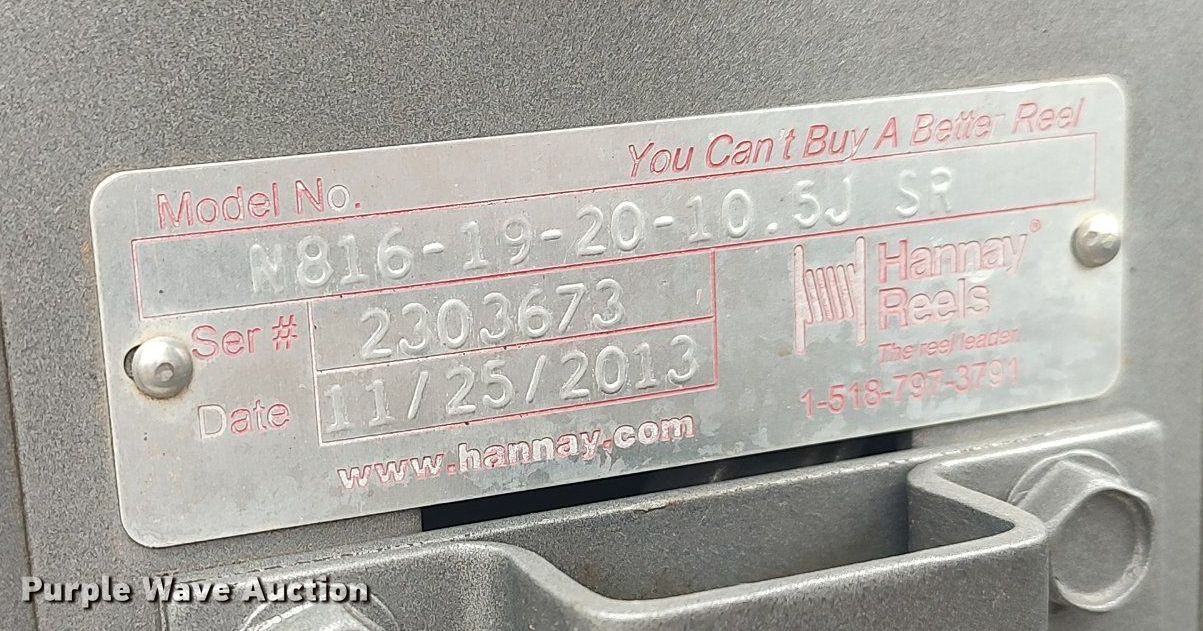 You Can't Buy A Better Reel
Model No.
N816-19-20-10.5J SR
Ser # 2303673
Date 11/25/2013
Hannay®
Reels
The reel leader.
1-518-797-3791
www.hannay.com
Purple Wave Auction